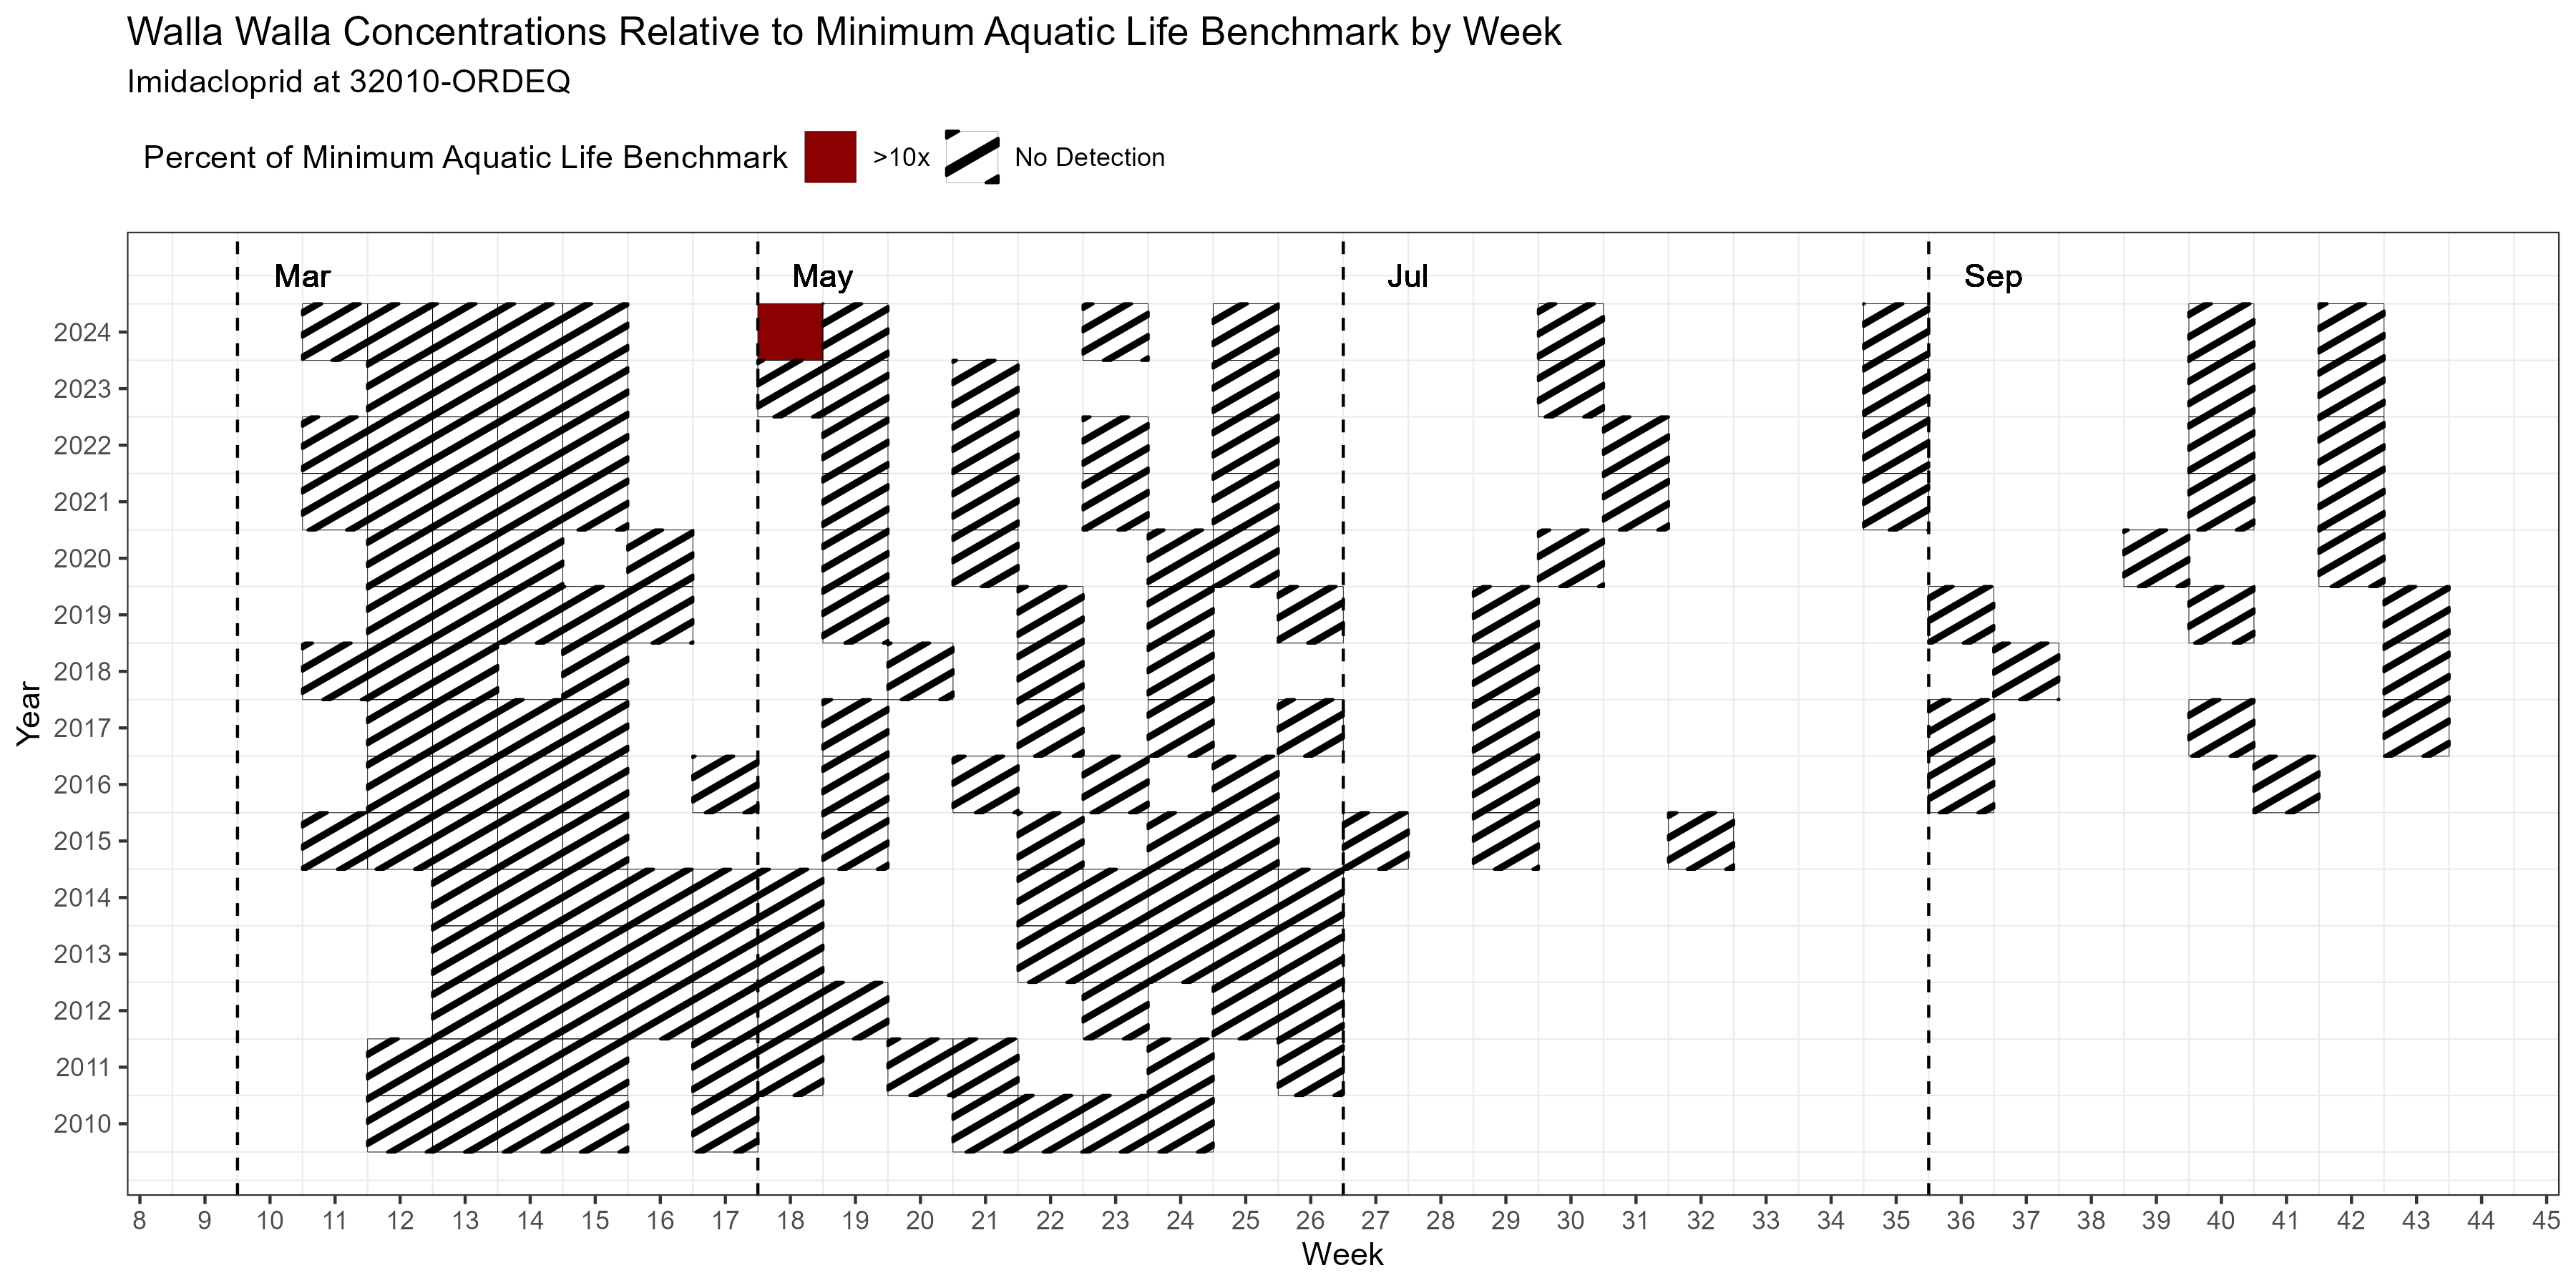 Walla Walla Concentrations Relative to Minimum Aquatic Life Benchmark by Week
Imidacloprid at 32010-ORDEQ
Percent of Minimum Aquatic Life Benchmark >10x No Detection
Mar May Jul Sep
2024
2023
2022
2021
2020
2019
2018
2017
2016
2015
2014
2013
2012
2011
2010
Year
8 9 10 11 12 13 14 15 16 17 18 19 20 21 22 23 24 25 26 27 28 29 30 31 32 33 34 35 36 37 38 39 40 41 42 43 44 45
Week